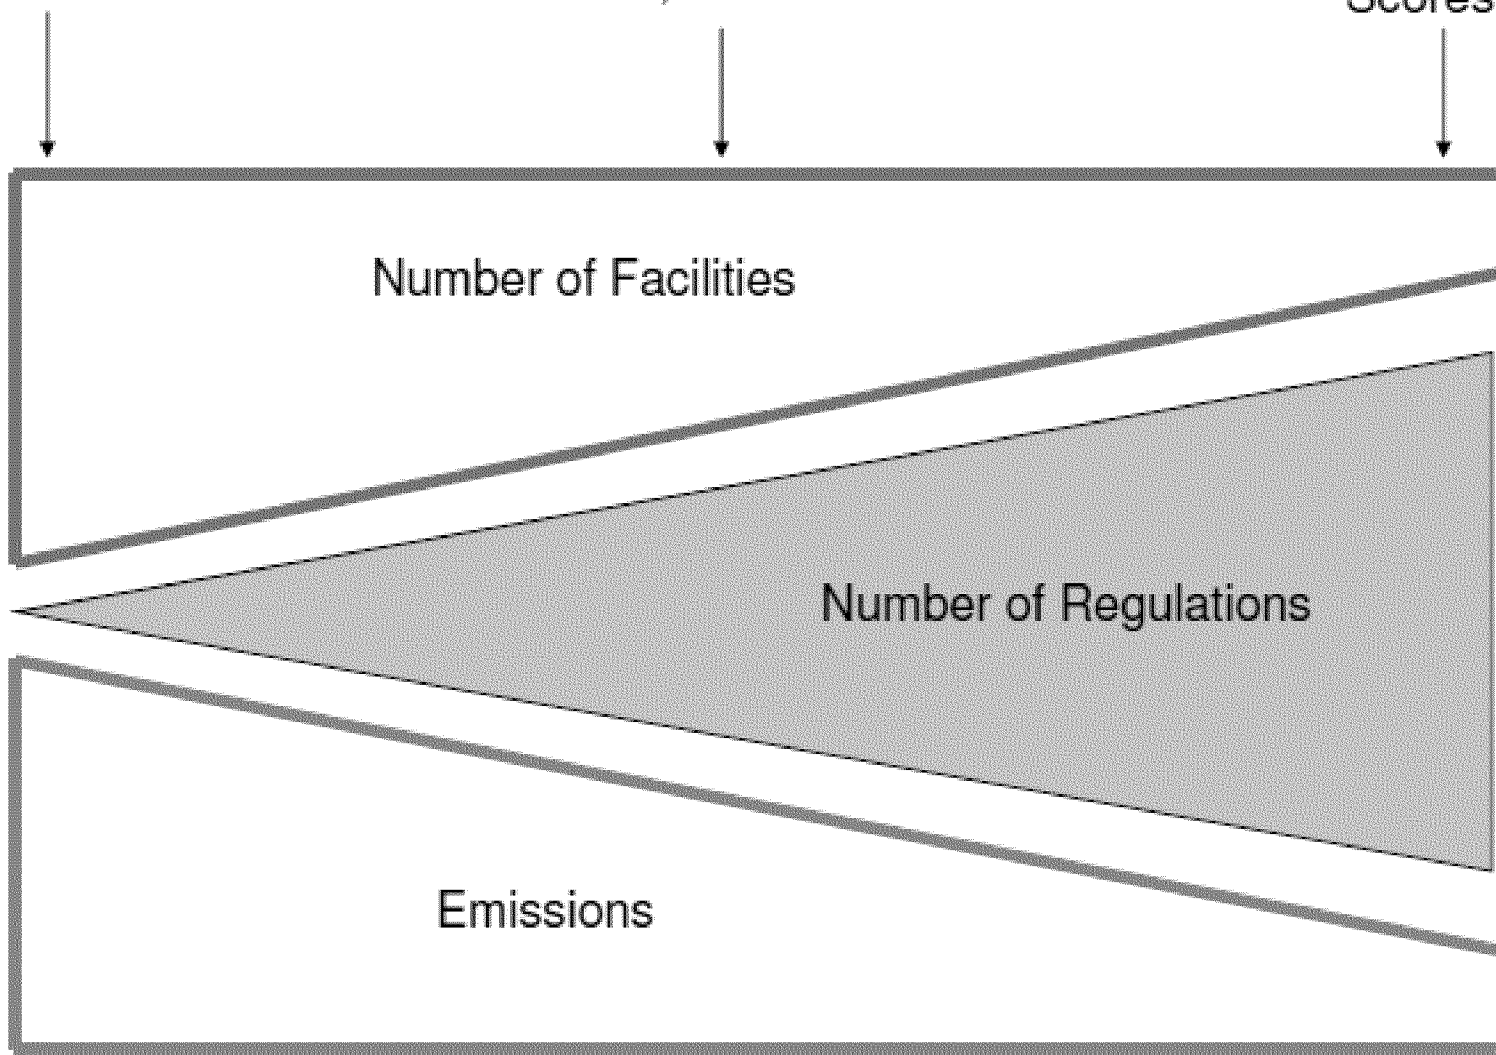 Scores
Number of Facilities
Number of Regulations
Emissions